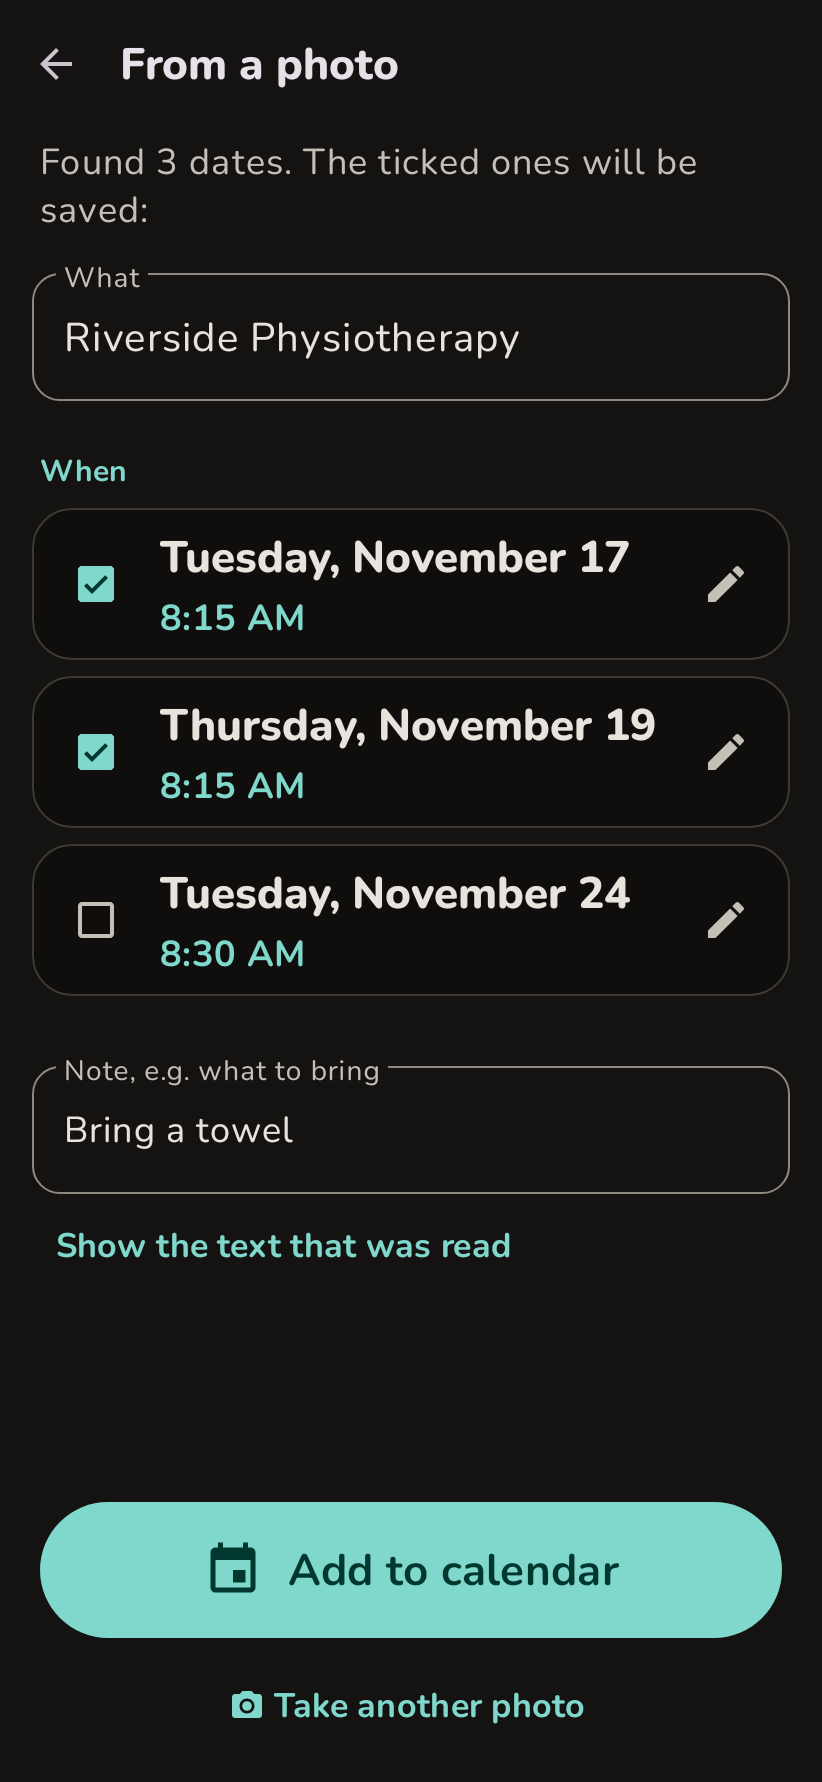 From a photo
Found 3 dates. The ticked ones will be
saved:
What
Riverside Physiotherapy
When
Tuesday, November 17
8:15 AM
Thursday, November 19
8:15 AM
Tuesday, November 24
8:30 AM
Note, e.g. what to bring
Bring a towel
Show the text that was read
Add to calendar
Take another photo